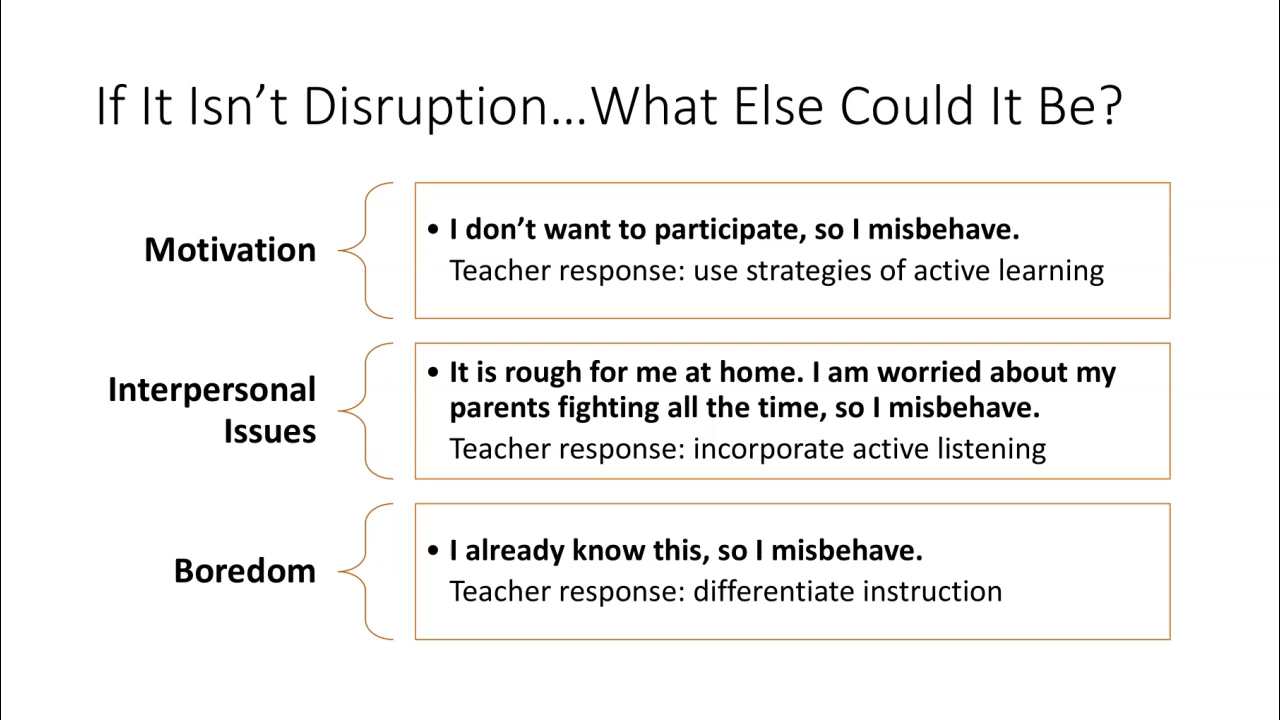 If It Isn’t Disruption…What Else Could It Be?
Motivation
• I don’t want to participate, so I misbehave.
Teacher response: use strategies of active learning
Interpersonal
Issues
• It is rough for me at home. I am worried about my
parents fighting all the time, so I misbehave.
Teacher response: incorporate active listening
Boredom
• I already know this, so I misbehave.
Teacher response: differentiate instruction